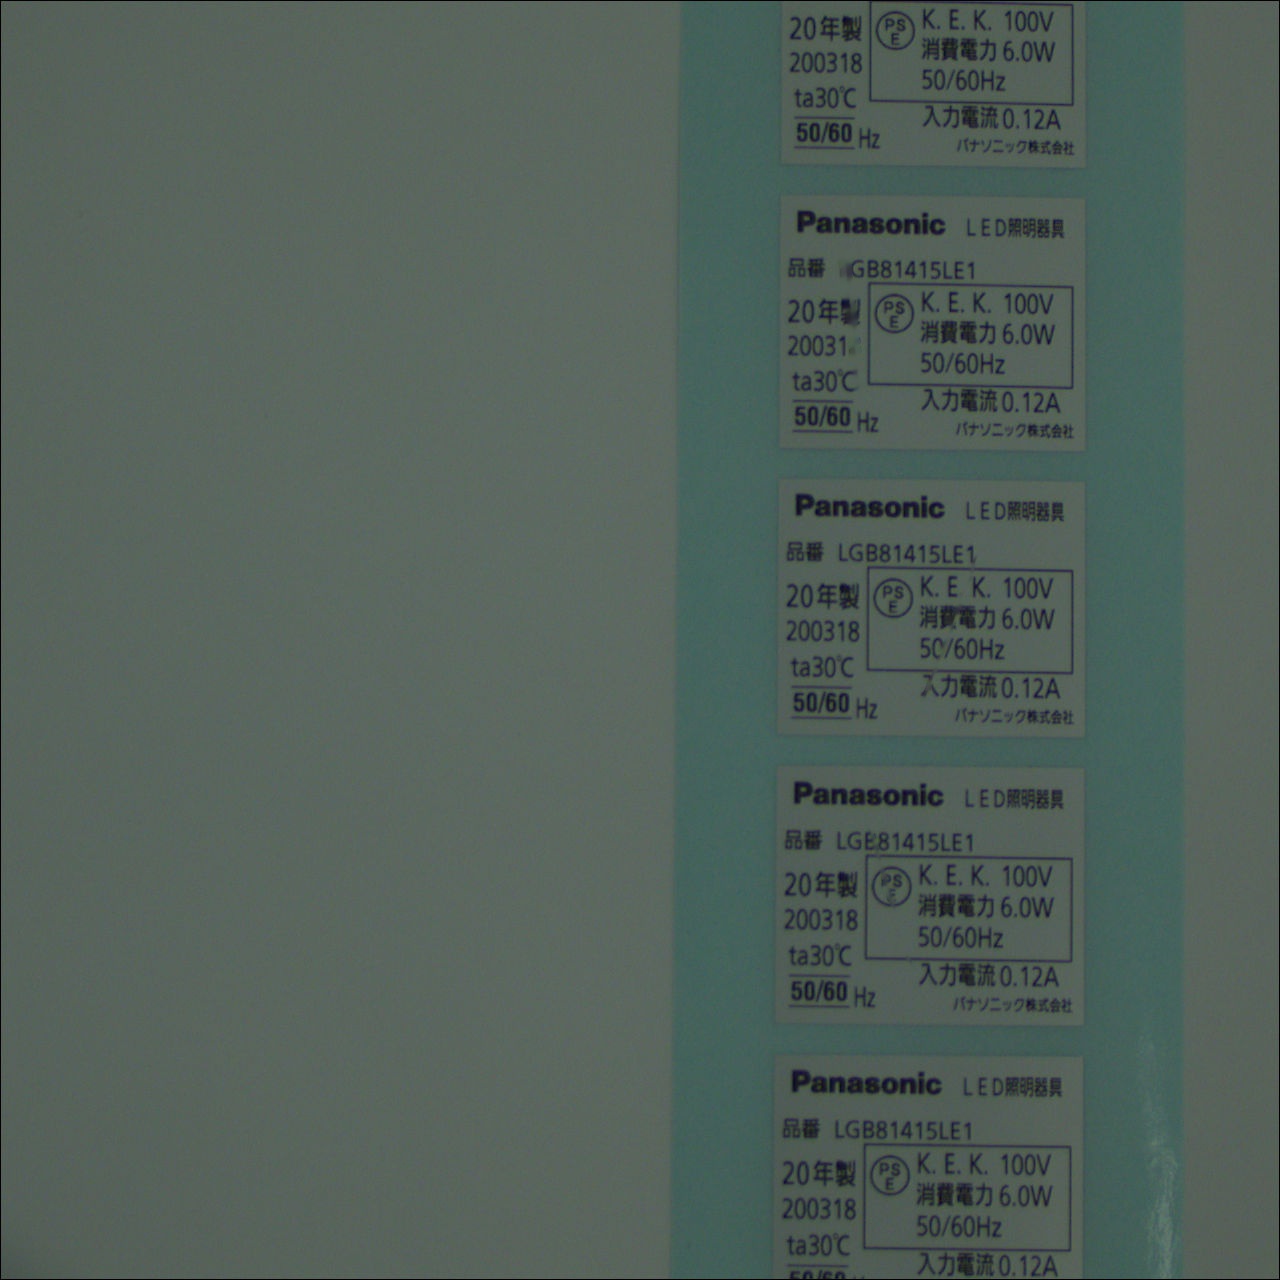 20年製 PSE K. E. K. 100V
200318 消費電力 6.0W
50/60Hz
ta30℃
入力電流 0.12A
50/60 Hz
パナソニック株式会社
Panasonic LED照明器具
品番 GB81415LE1
20年製 PSE K. E. K. 100V
20031 消費電力 6.0W
50/60Hz
ta30℃
入力電流 0.12A
50/60 Hz
パナソニック株式会社
Panasonic LED照明器具
品番 LGB81415LE1
20年製 PSE K. E K. 100V
200318 消費電力 6.0W
50/60Hz
ta30℃
入力電流 0.12A
50/60 Hz
パナソニック株式会社
Panasonic LED照明器具
品番 LGB81415LE1
20年製 PSE K. E. K. 100V
200318 消費電力 6.0W
50/60Hz
ta30℃
入力電流 0.12A
50/60 Hz
パナソニック株式会社
Panasonic LED照明器具
品番 LGB81415LE1
20年製 PSE K. E. K. 100V
200318 消費電力 6.0W
50/60Hz
ta30℃
入力電流 0.12A